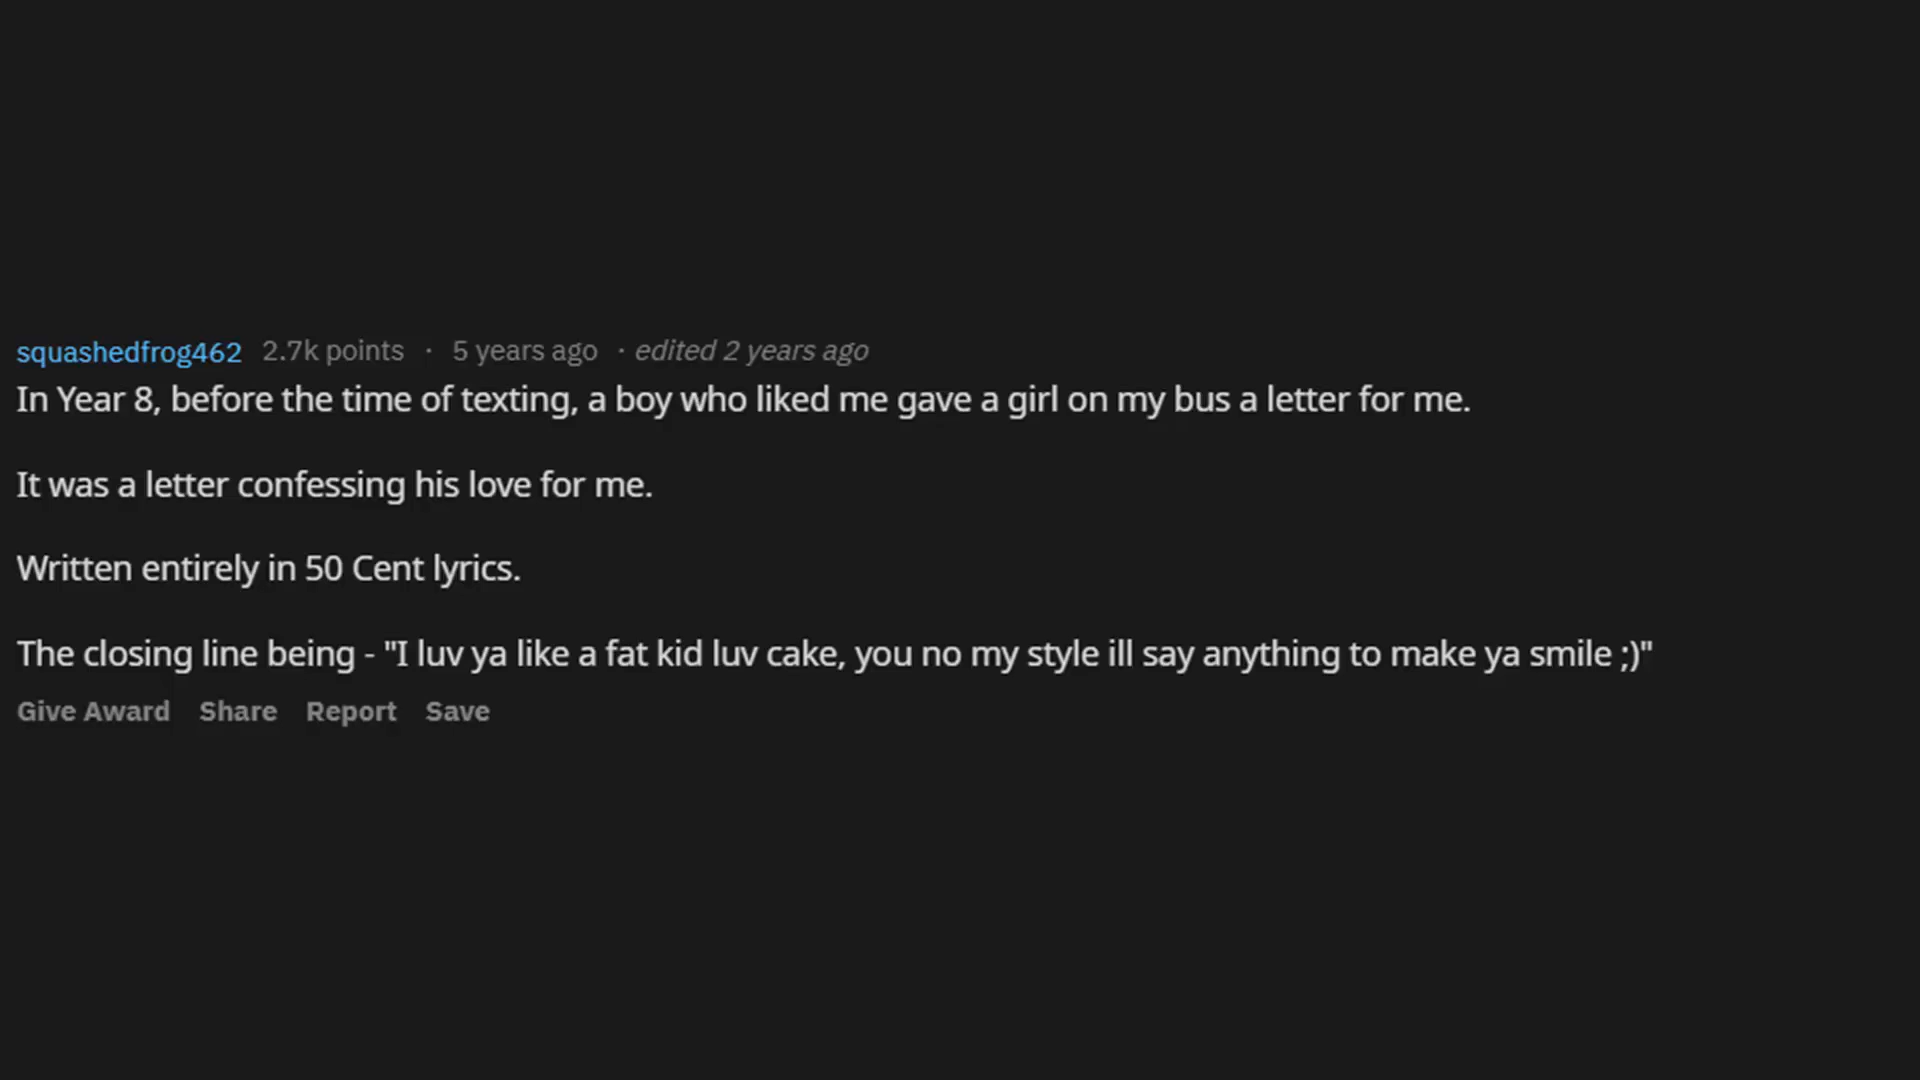 squashedfrog462 2.7k points · 5 years ago · edited 2 years ago
In Year 8, before the time of texting, a boy who liked me gave a girl on my bus a letter for me.
It was a letter confessing his love for me.
Written entirely in 50 Cent lyrics.
The closing line being - "I luv ya like a fat kid luv cake, you no my style ill say anything to make ya smile ;)"
Give Award Share Report Save